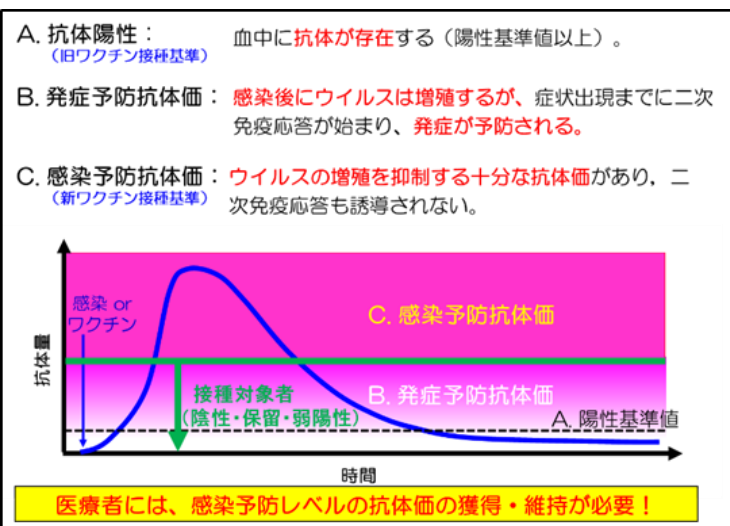 A. 抗体陽性： 血中に抗体が存在する（陽性基準値以上）。
（旧ワクチン接種基準）
B. 発症予防抗体価： 感染後にウイルスは増殖するが、症状出現までに二次
免疫応答が始まり、発症が予防される。
C. 感染予防抗体価： ウイルスの増殖を抑制する十分な抗体価があり，二
（新ワクチン接種基準） 次免疫応答も誘導されない。
感染 or
ワクチン
C. 感染予防抗体価
抗体量
接種対象者
（陰性・保留・弱陽性）
B. 発症予防抗体価
A. 陽性基準値
時間
医療者には、感染予防レベルの抗体価の獲得・維持が必要！